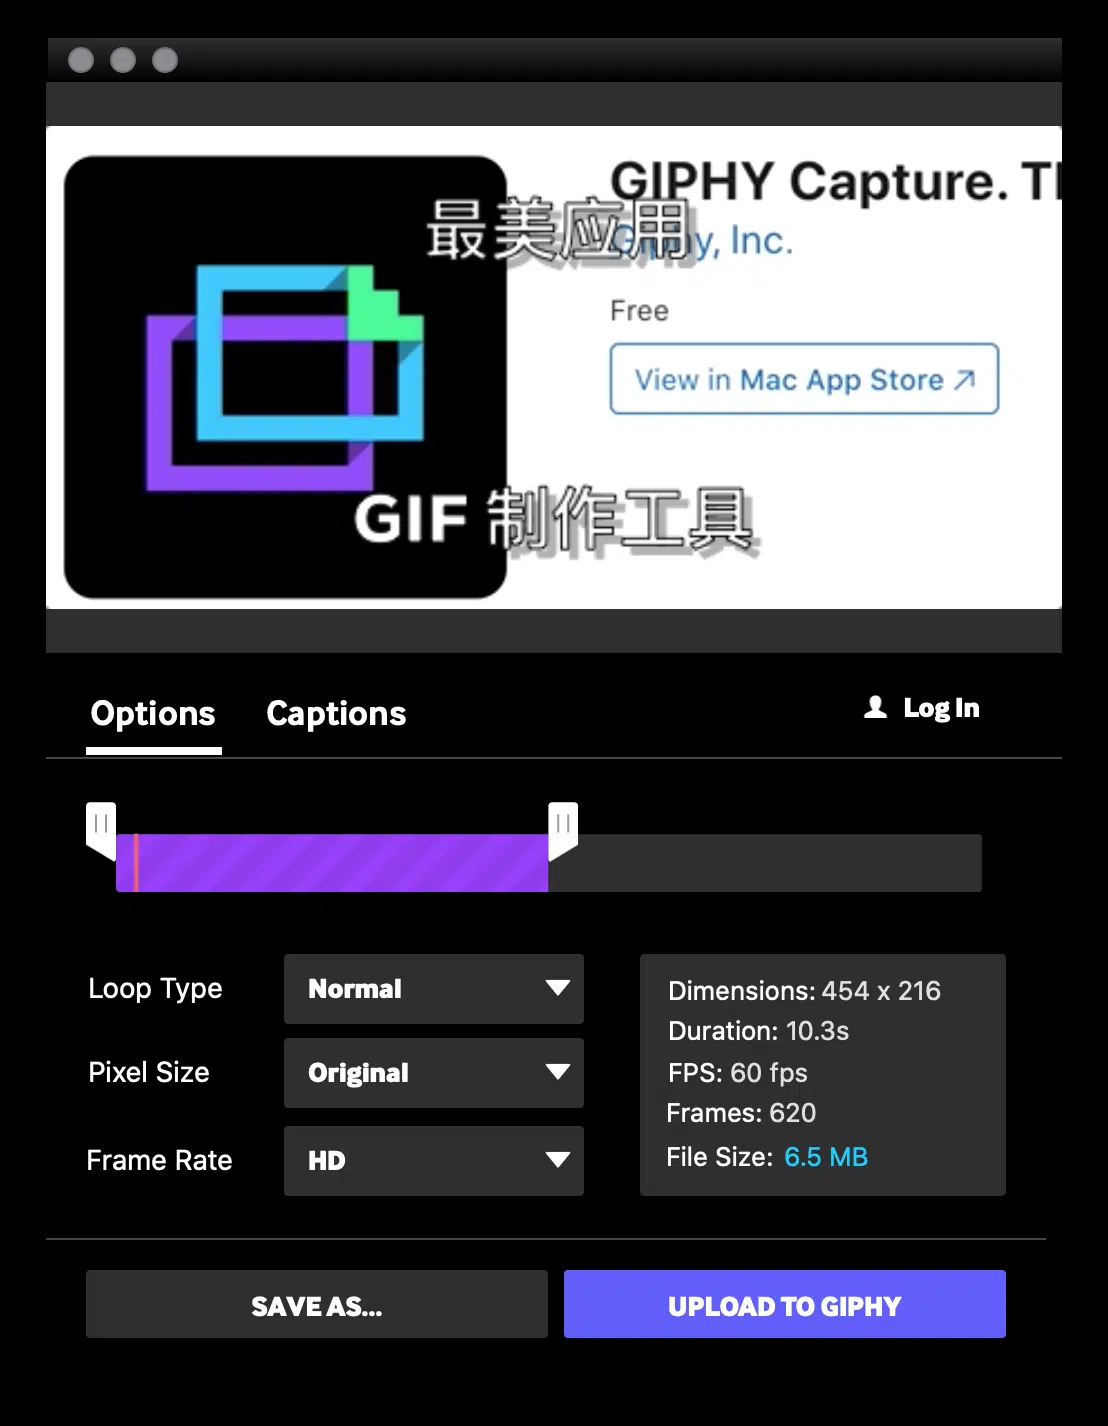 GIPHY Capture.
最美应用
Giphy, Inc.
Free
View in Mac App Store
GIF 制作工具
Options
Captions
Log In
Loop Type
Normal
Pixel Size
Original
Frame Rate
HD
Dimensions: 454 x 216
Duration: 10.3s
FPS: 60 fps
Frames: 620
File Size: 6.5 MB
SAVE AS...
UPLOAD TO GIPHY